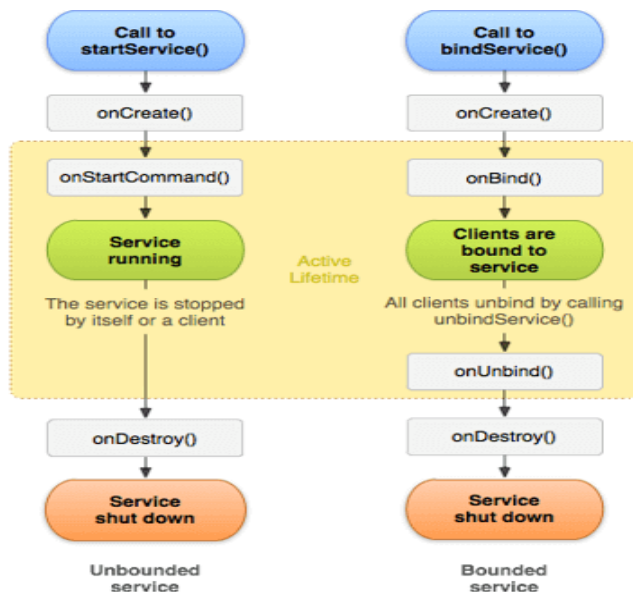 Call to
startService()
onCreate()
onStartCommand()
Service
running
The service is stopped
by itself or a client
onDestroy()
Service
shut down
Unbounded
service
Active
Lifetime
Call to
bindService()
onCreate()
onBind()
Clients are
bound to
service
All clients unbind by calling
unbindService()
onUnbind()
onDestroy()
Service
shut down
Bounded
service